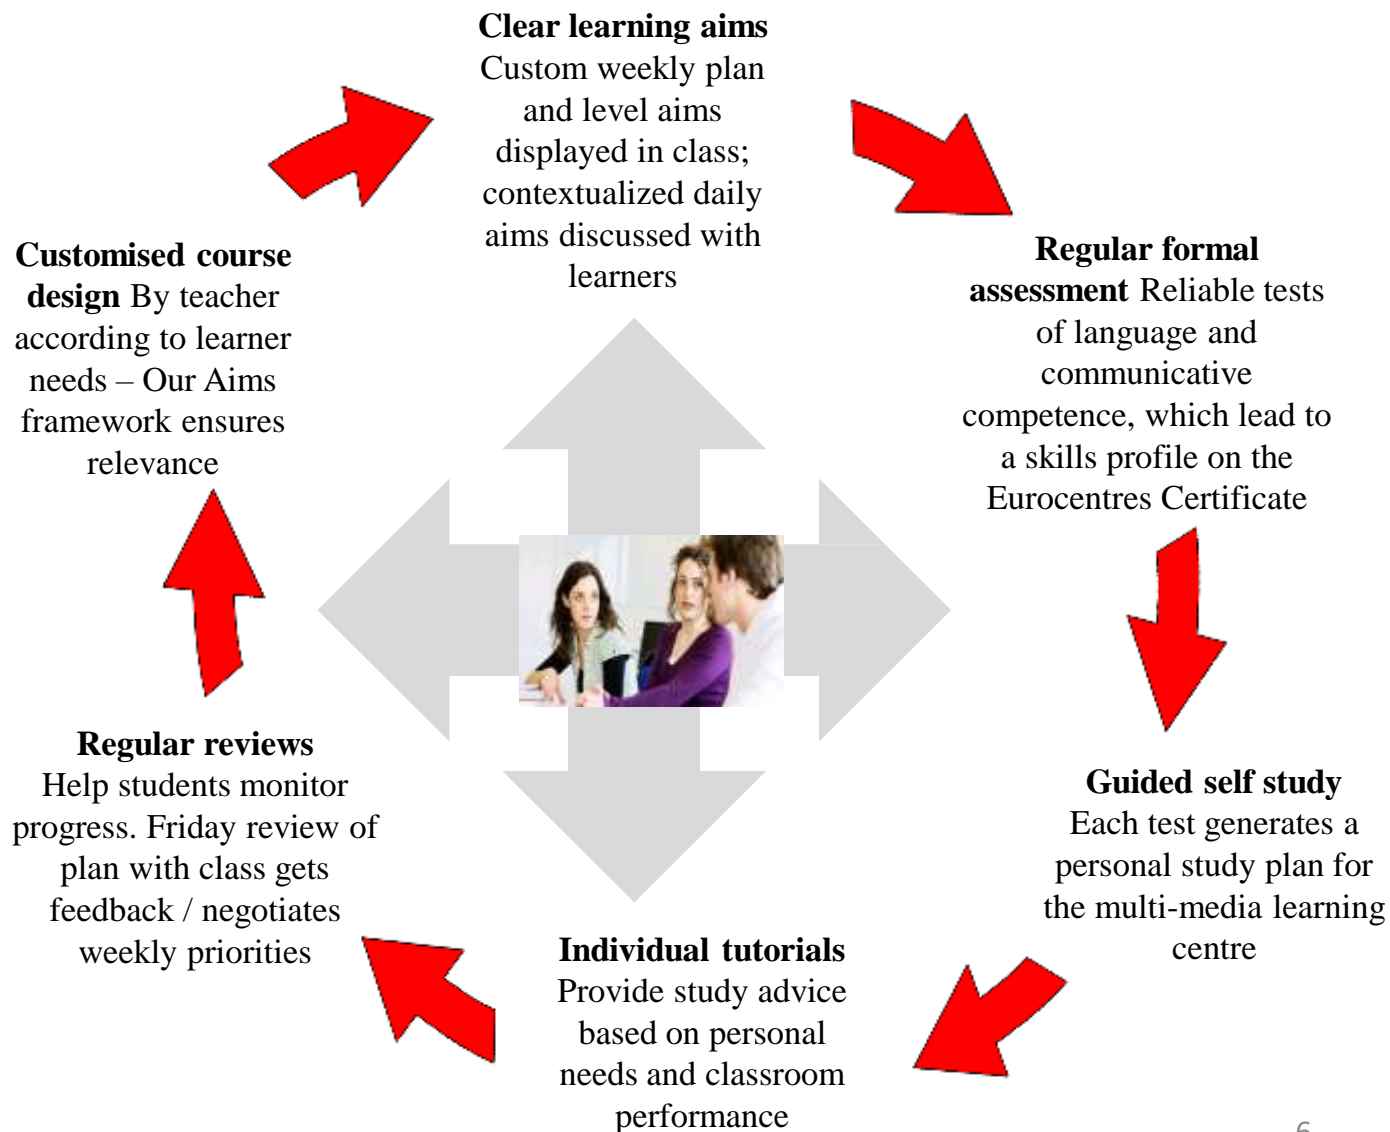 Clear learning aims
Custom weekly plan
and level aims
displayed in class;
contextualized daily
aims discussed with
learners
Regular formal
assessment Reliable tests
of language and
communicative
competence, which lead to
a skills profile on the
Eurocentres Certificate
Guided self study
Each test generates a
personal study plan for
the multi-media learning
centre
Individual tutorials
Provide study advice
based on personal
needs and classroom
performance
Regular reviews
Help students monitor
progress. Friday review of
plan with class gets
feedback / negotiates
weekly priorities
Customised course
design By teacher
according to learner
needs – Our Aims
framework ensures
relevance
6